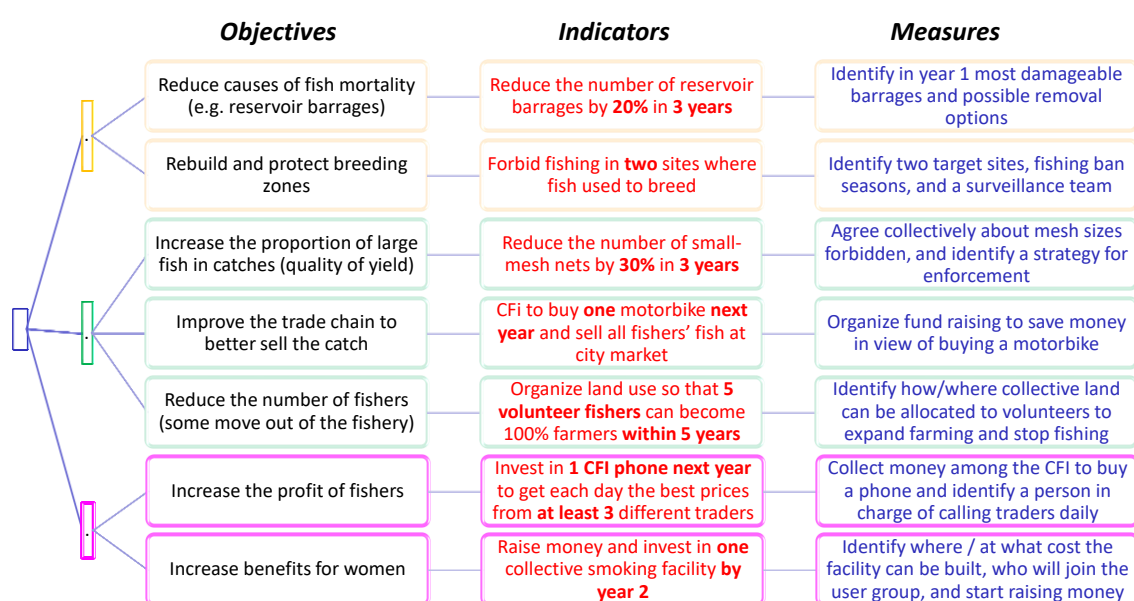 Objectives
Indicators
Measures
Reduce causes of fish mortality
(e.g. reservoir barrages)
Reduce the number of reservoir
barrages by 20% in 3 years
Identify in year 1 most damageable
barrages and possible removal
options
Rebuild and protect breeding
zones
Forbid fishing in two sites where
fish used to breed
Identify two target sites, fishing ban
seasons, and a surveillance team
Increase the proportion of large
fish in catches (quality of yield)
Reduce the number of small-
mesh nets by 30% in 3 years
Agree collectively about mesh sizes
forbidden, and identify a strategy for
enforcement
Improve the trade chain to
better sell the catch
CFi to buy one motorbike next
year and sell all fishers’ fish at
city market
Organize fund raising to save money
in view of buying a motorbike
Reduce the number of fishers
(some move out of the fishery)
Organize land use so that 5
volunteer fishers can become
100% farmers within 5 years
Identify how/where collective land
can be allocated to volunteers to
expand farming and stop fishing
Increase the profit of fishers
Invest in 1 CFI phone next year
to get each day the best prices
from at least 3 different traders
Collect money among the CFI to buy
a phone and identify a person in
charge of calling traders daily
Increase benefits for women
Raise money and invest in one
collective smoking facility by
year 2
Identify where / at what cost the
facility can be built, who will join the
user group, and start raising money